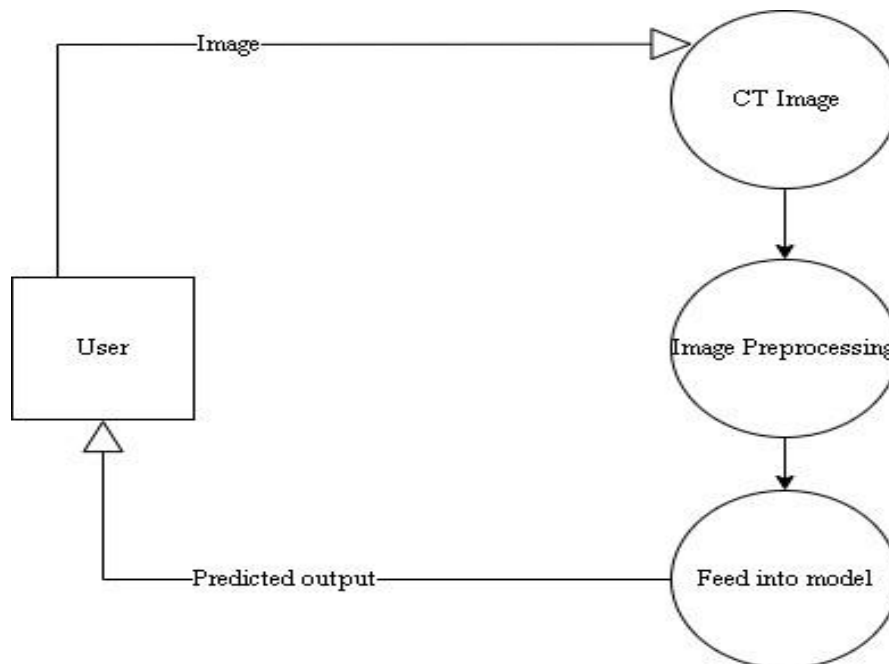 Image
CT Image
User
Image Preprocessing
Predicted output
Feed into model